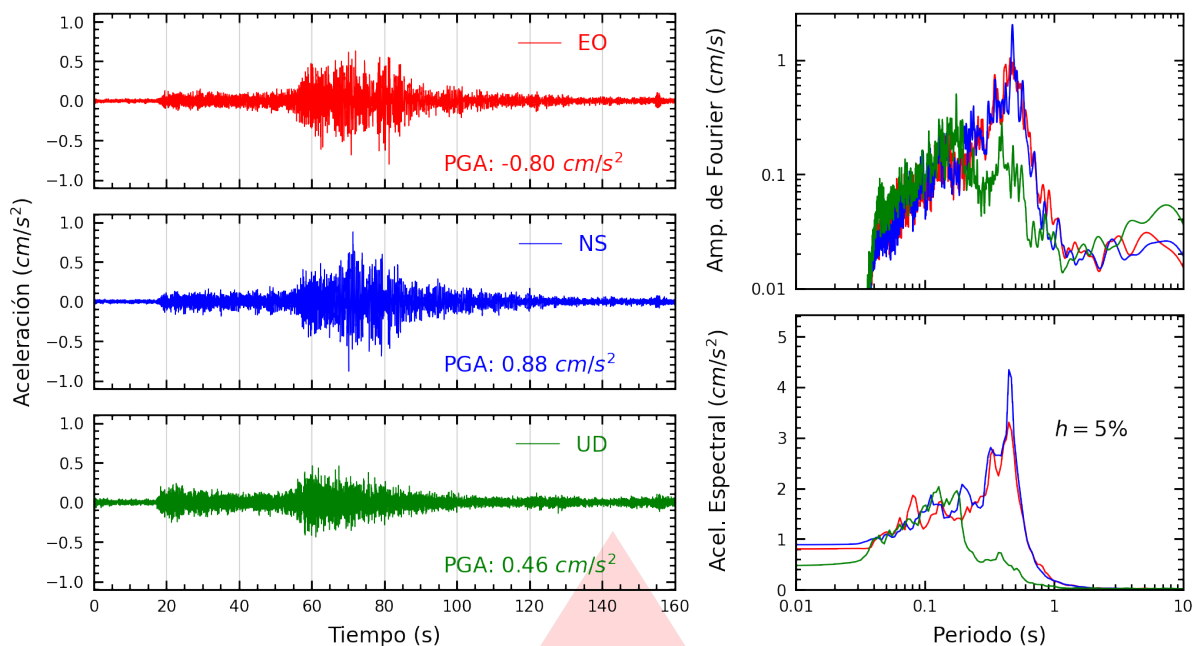 Aceleración (cm/s²)
1.0
0.5
0.0
−0.5
−1.0
EO
PGA: -0.80 cm/s²
1.0
0.5
0.0
−0.5
−1.0
NS
PGA: 0.88 cm/s²
1.0
0.5
0.0
−0.5
−1.0
UD
PGA: 0.46 cm/s²
0 20 40 60 80 100 120 140 160
Tiempo (s)
Amp. de Fourier (cm/s)
1
0.1
0.01
Acel. Espectral (cm/s²)
5
4
3
2
1
0
h = 5%
0.01 0.1 1 10
Periodo (s)